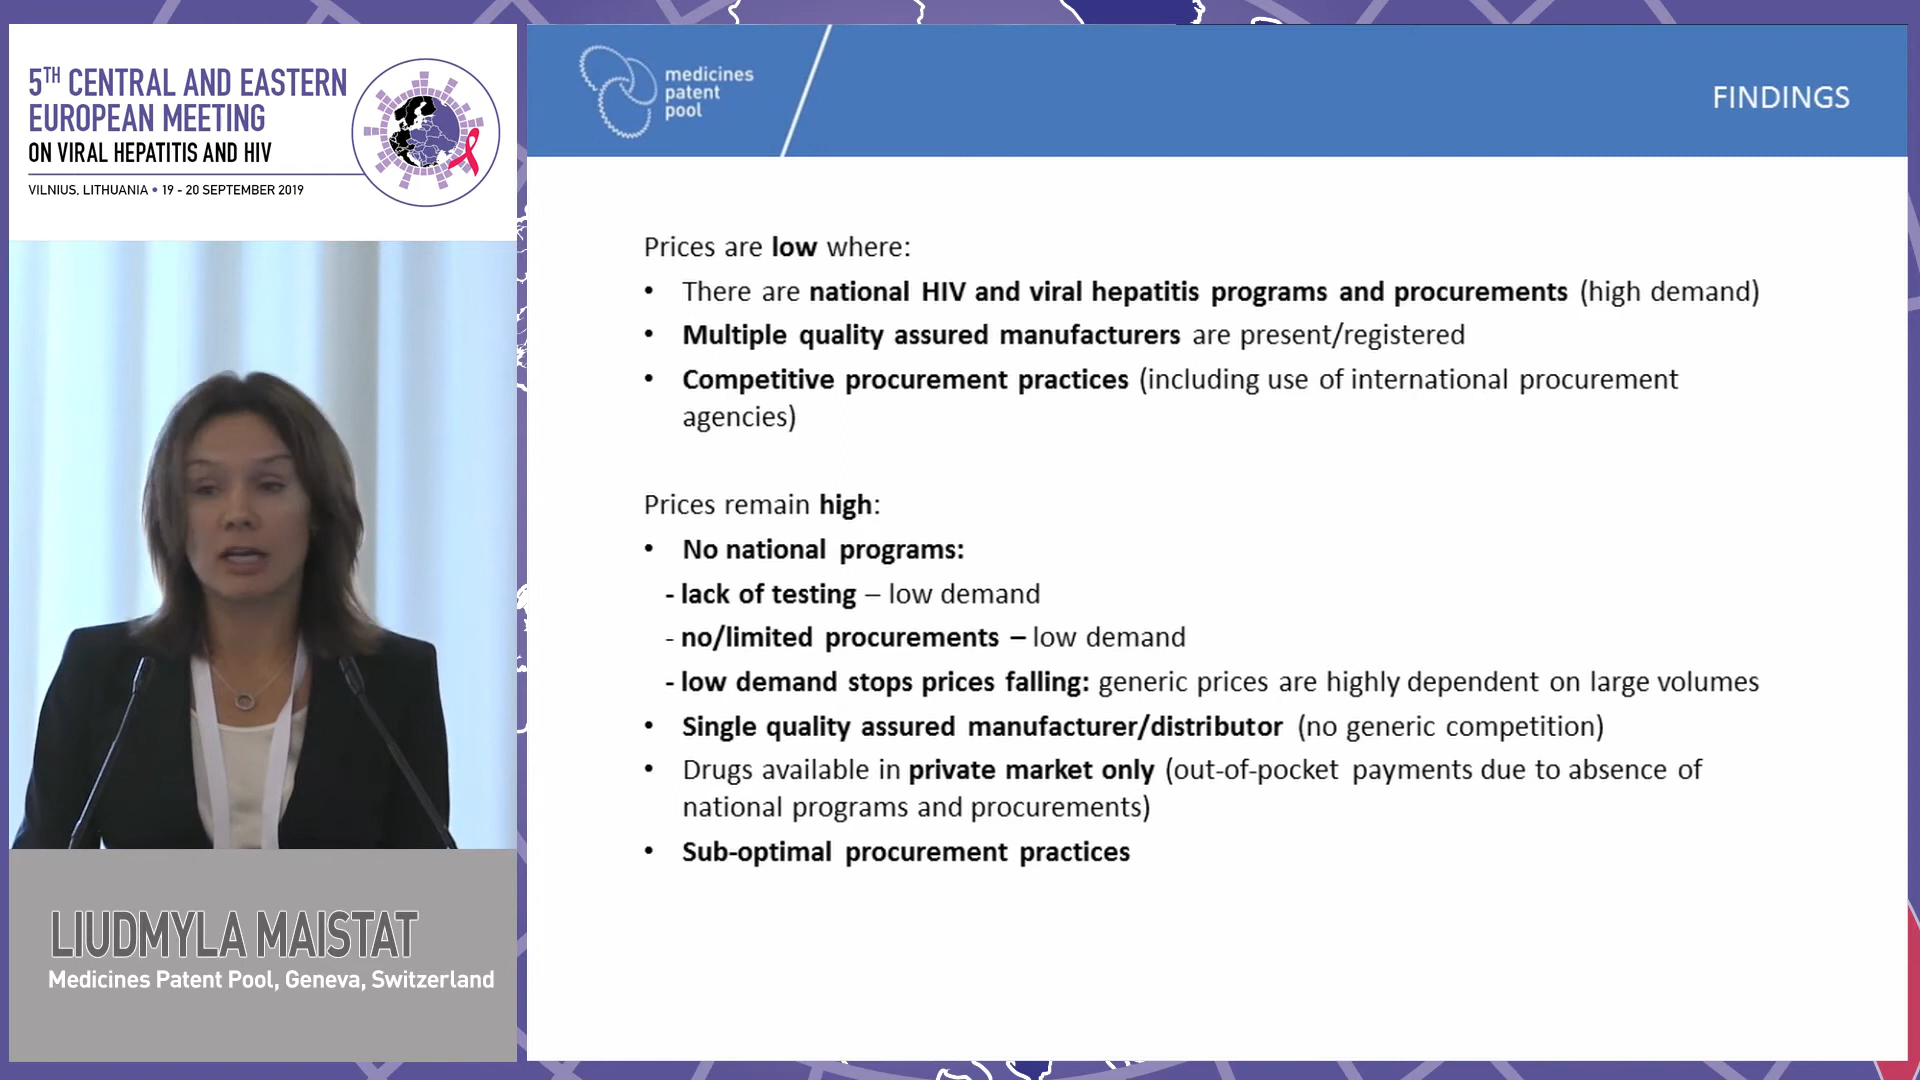 5TH CENTRAL AND EASTERN
EUROPEAN MEETING
ON VIRAL HEPATITIS AND HIV
VILNIUS, LITHUANIA • 19 - 20 SEPTEMBER 2019
LIUDMYLA MAISTAT
Medicines Patent Pool, Geneva, Switzerland
medicines
patent
pool
FINDINGS
Prices are low where:
• There are national HIV and viral hepatitis programs and procurements (high demand)
• Multiple quality assured manufacturers are present/registered
• Competitive procurement practices (including use of international procurement
agencies)
Prices remain high:
• No national programs:
- lack of testing – low demand
- no/limited procurements – low demand
- low demand stops prices falling: generic prices are highly dependent on large volumes
• Single quality assured manufacturer/distributor (no generic competition)
• Drugs available in private market only (out-of-pocket payments due to absence of
national programs and procurements)
• Sub-optimal procurement practices